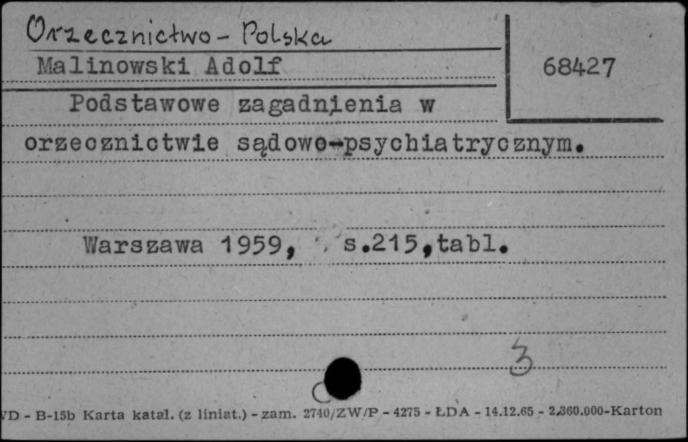 Orzecznictwo - Polska
Malinowski Adolf
68427
Podstawowe zagadnienia w
orzecznictwie sądowo-psychiatrycznym.
Warszawa 1959, s.215,tabl.
3
VD - B-15b Karta katal. (z liniat.) - zam. 2740/ZW/P - 4275 - ŁDA - 14.12.65 - 2.360.000-Karton